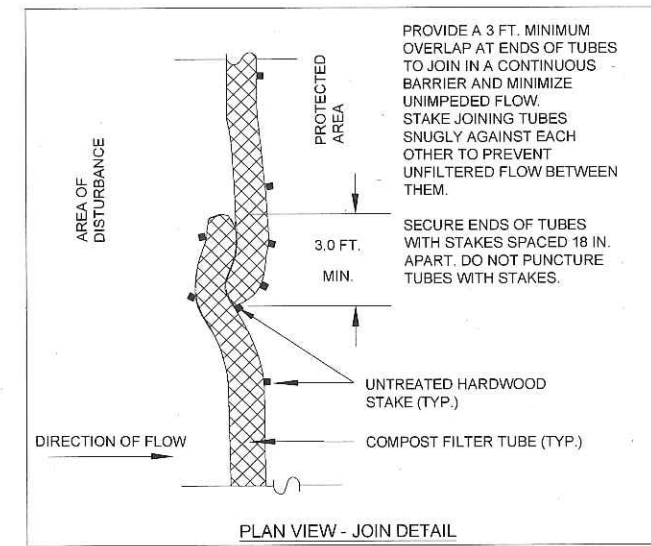 PROVIDE A 3 FT. MINIMUM
OVERLAP AT ENDS OF TUBES
TO JOIN IN A CONTINUOUS
BARRIER AND MINIMIZE
UNIMPEDED FLOW.
STAKE JOINING TUBES
SNUGLY AGAINST EACH
OTHER TO PREVENT
UNFILTERED FLOW BETWEEN
THEM.
PROTECTED
AREA
AREA OF
DISTURBANCE
3.0 FT.
MIN.
SECURE ENDS OF TUBES
WITH STAKES SPACED 18 IN.
APART. DO NOT PUNCTURE
TUBES WITH STAKES.
UNTREATED HARDWOOD
STAKE (TYP.)
DIRECTION OF FLOW
COMPOST FILTER TUBE (TYP.)
PLAN VIEW - JOIN DETAIL